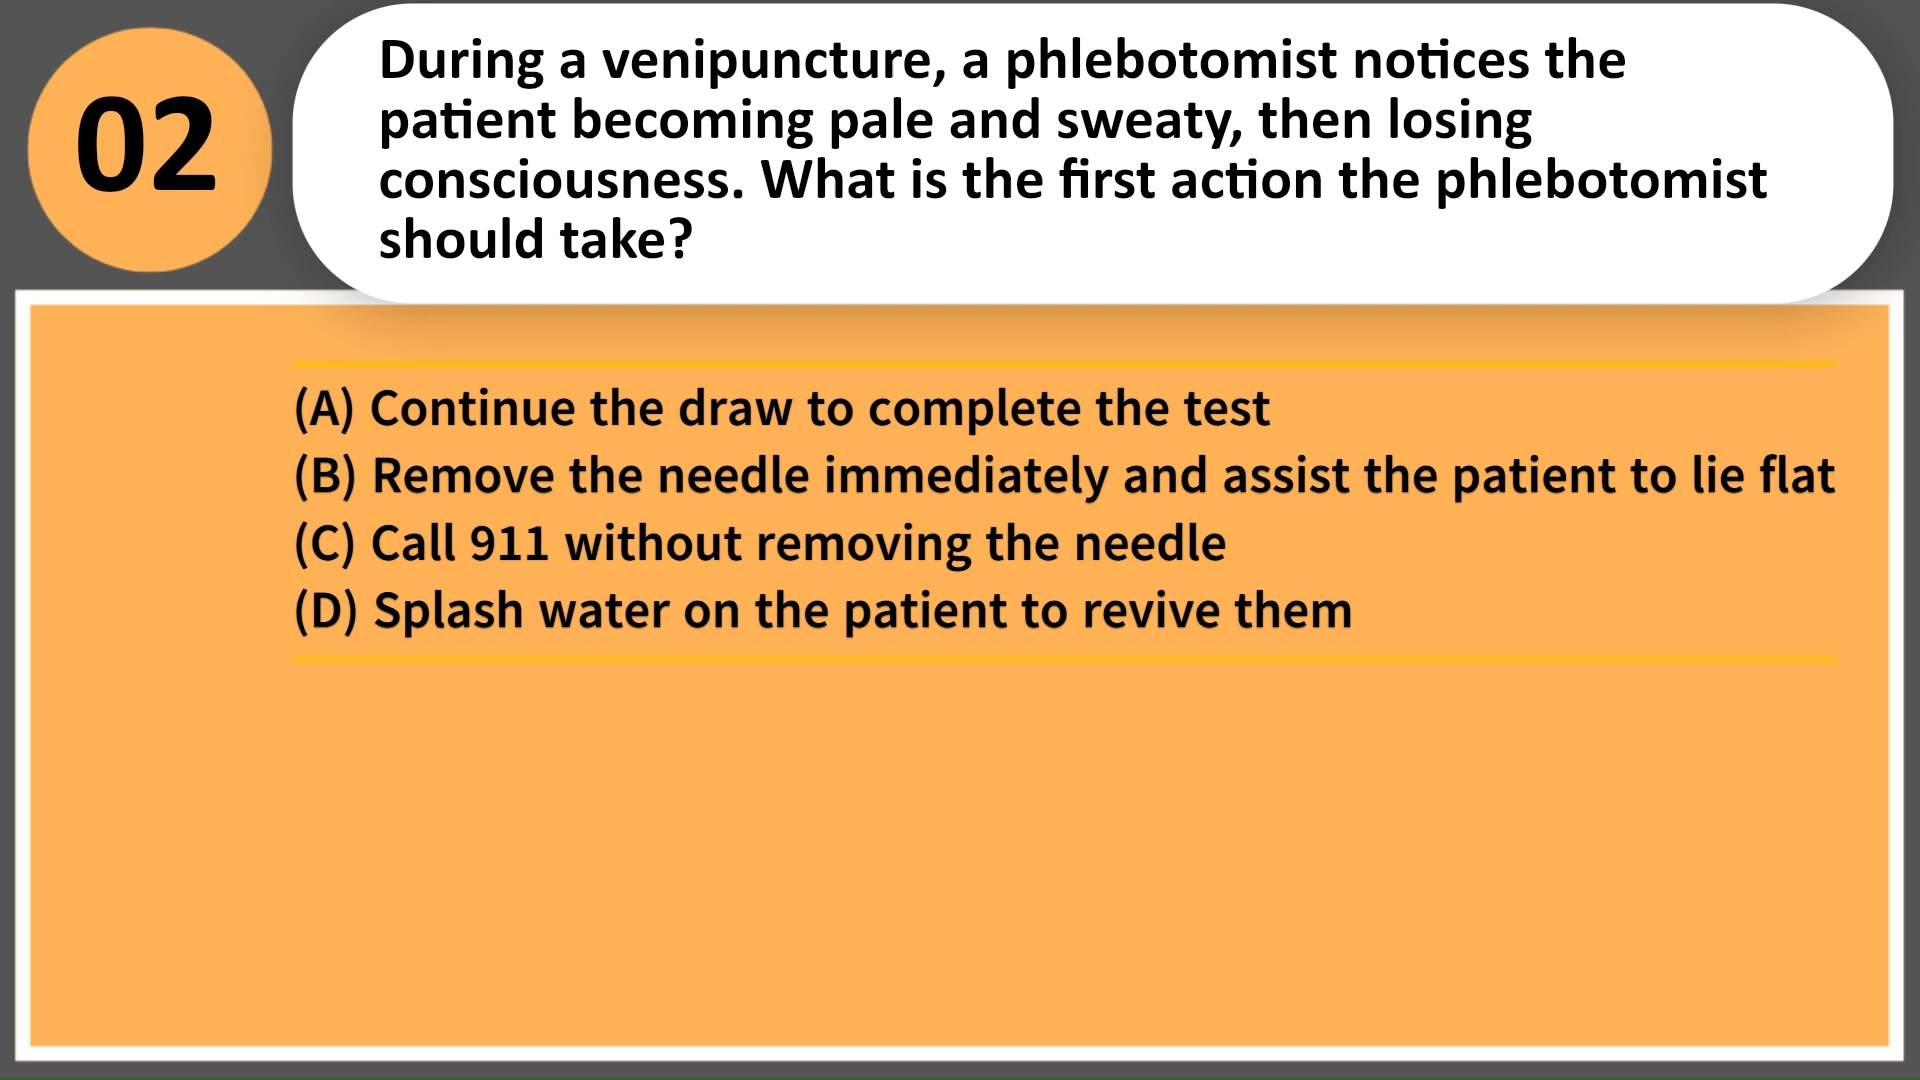 02
During a venipuncture, a phlebotomist notices the
patient becoming pale and sweaty, then losing
consciousness. What is the first action the phlebotomist
should take?
(A) Continue the draw to complete the test
(B) Remove the needle immediately and assist the patient to lie flat
(C) Call 911 without removing the needle
(D) Splash water on the patient to revive them